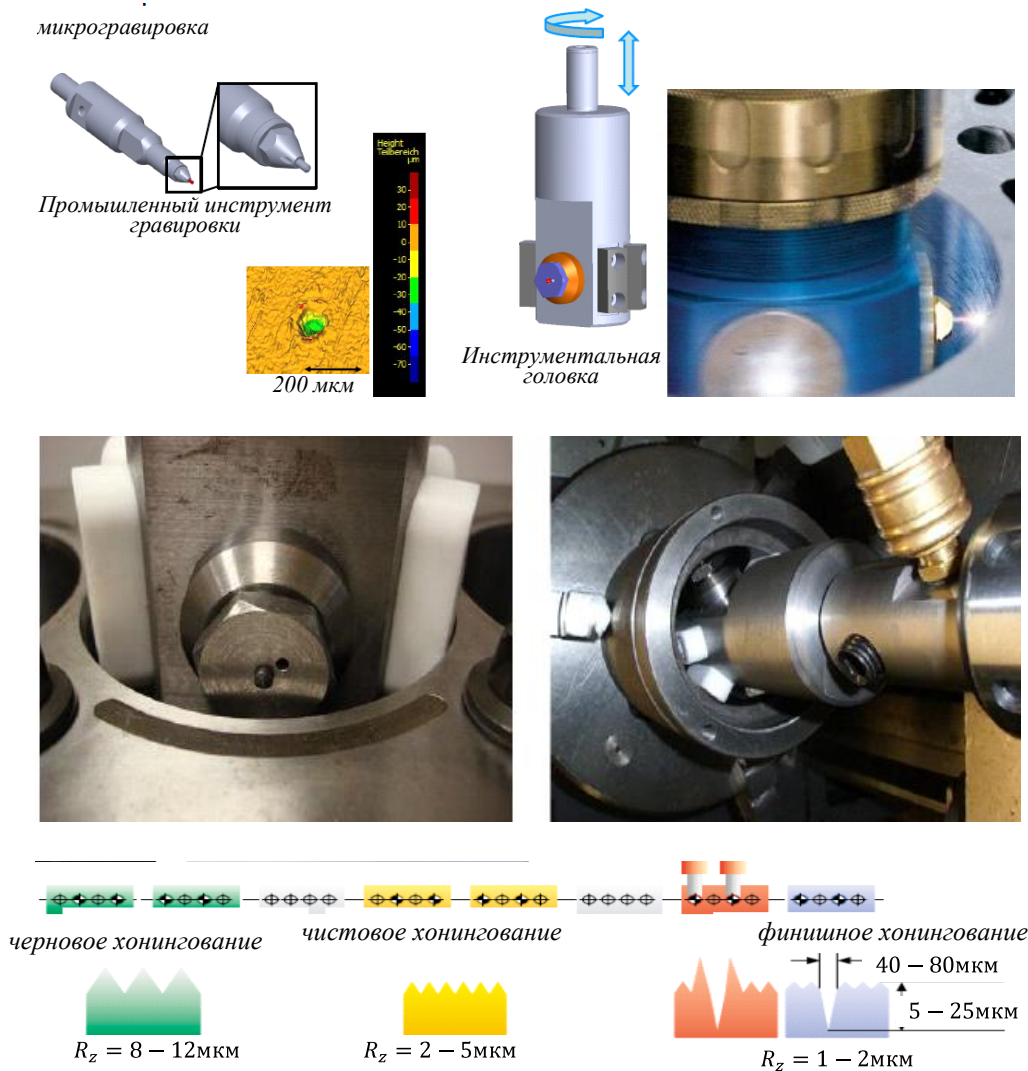 микрогравировка
Промышленный инструмент
гравировки
Height
Teilbereich
µm
30
20
10
0
-10
-20
-30
-40
-50
-60
-70
200 мкм
Инструментальная
головка
черновое хонингование
чистовое хонингование
финишное хонингование
40 – 80мкм
5 – 25мкм
R_z = 8 – 12мкм
R_z = 2 – 5мкм
R_z = 1 – 2мкм